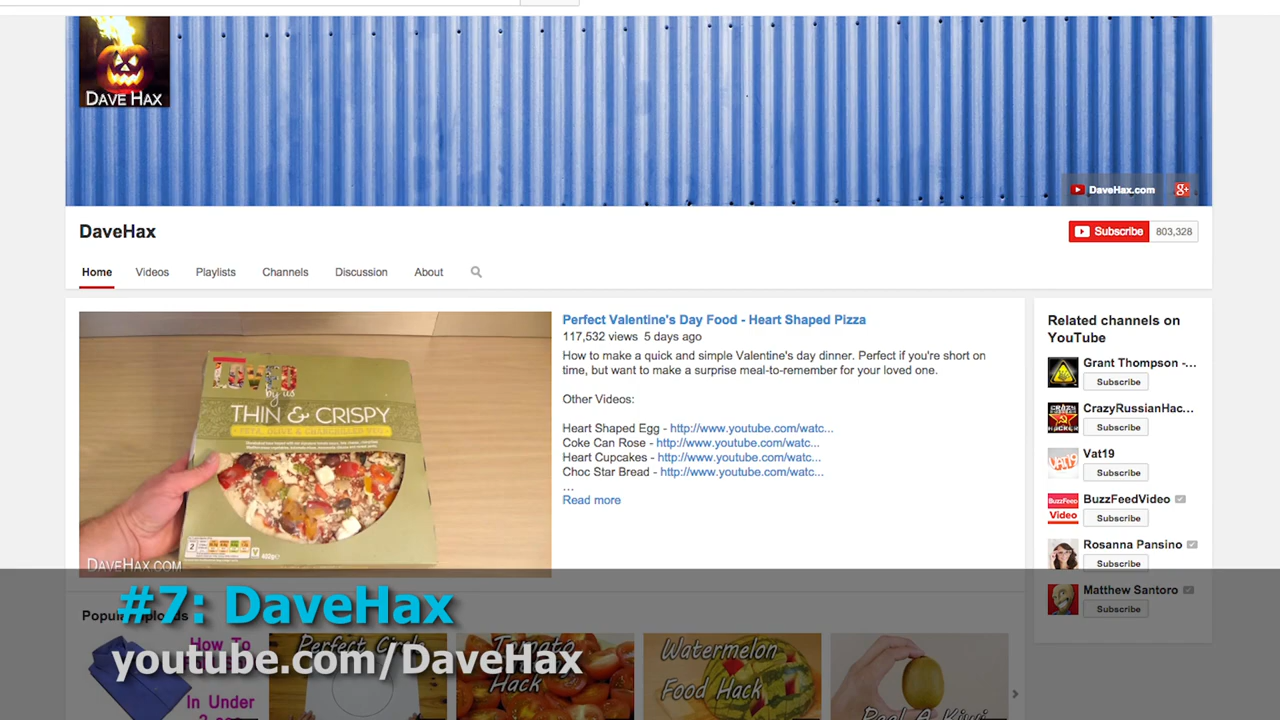 DAVE HAX
DaveHax.com
DaveHax
Subscribe 803,328
Home Videos Playlists Channels Discussion About
Perfect Valentine's Day Food - Heart Shaped Pizza
117,532 views 5 days ago
How to make a quick and simple Valentine's day dinner. Perfect if you're short on
time, but want to make a surprise meal-to-remember for your loved one.
Other Videos:
Heart Shaped Egg - http://www.youtube.com/watc...
Coke Can Rose - http://www.youtube.com/watc...
Heart Cupcakes - http://www.youtube.com/watc...
Choc Star Bread - http://www.youtube.com/watc...
...
Read more
LOVED
by us
THIN & CRISPY
400g
DAVEHAX.COM
Related channels on
YouTube
Grant Thompson -...
Subscribe
CrazyRussianHac...
Subscribe
Vat19
Subscribe
BuzzFeedVideo
Subscribe
Rosanna Pansino
Subscribe
Matthew Santoro
Subscribe
#7: DaveHax
youtube.com/DaveHax
How To
In Under
Tomato
Hack
Watermelon
Food Hack